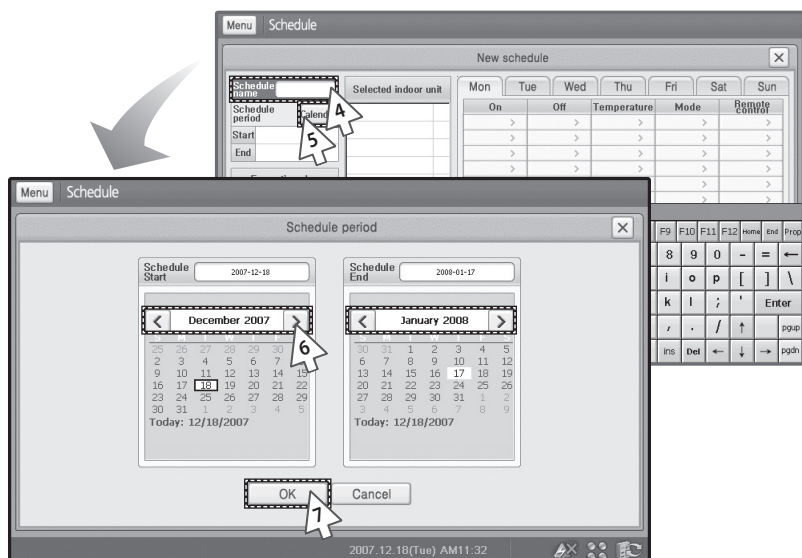 Menu Schedule
New schedule X
Schedule name
Selected indoor unit
Mon Tue Wed Thu Fri Sat Sun
Schedule period
4
5
On Off Temperature Mode Remote control
Start
End
Menu Schedule
Schedule period X
Schedule Start 2007-12-18
Schedule End 2008-01-17
< December 2007 >
6
25 26 27 28 29 30
2 3 4 5 6 7
9 10 11 12 13 14 15
16 17 18 19 20 21 22
23 24 25 26 27 28 29
30 31 1 2 3 4 5
Today: 12/18/2007
< January 2008 >
30 31 1 2 3 4 5
6 7 8 9 10 11 12
13 14 15 16 17 18 19
20 21 22 23 24 25 26
27 28 29 30 31 1 2
3 4 5 6 7 8 9
Today: 12/18/2007
OK Cancel
7
2007.12.18(Tue) AM11:32
F9 F10 F11 F12 Home End Prop
8 9 0 - = ←
i o p [ ] \
k l ; ' Enter
, . / ↑ pgup
ins Del ← ↓ → pgdn